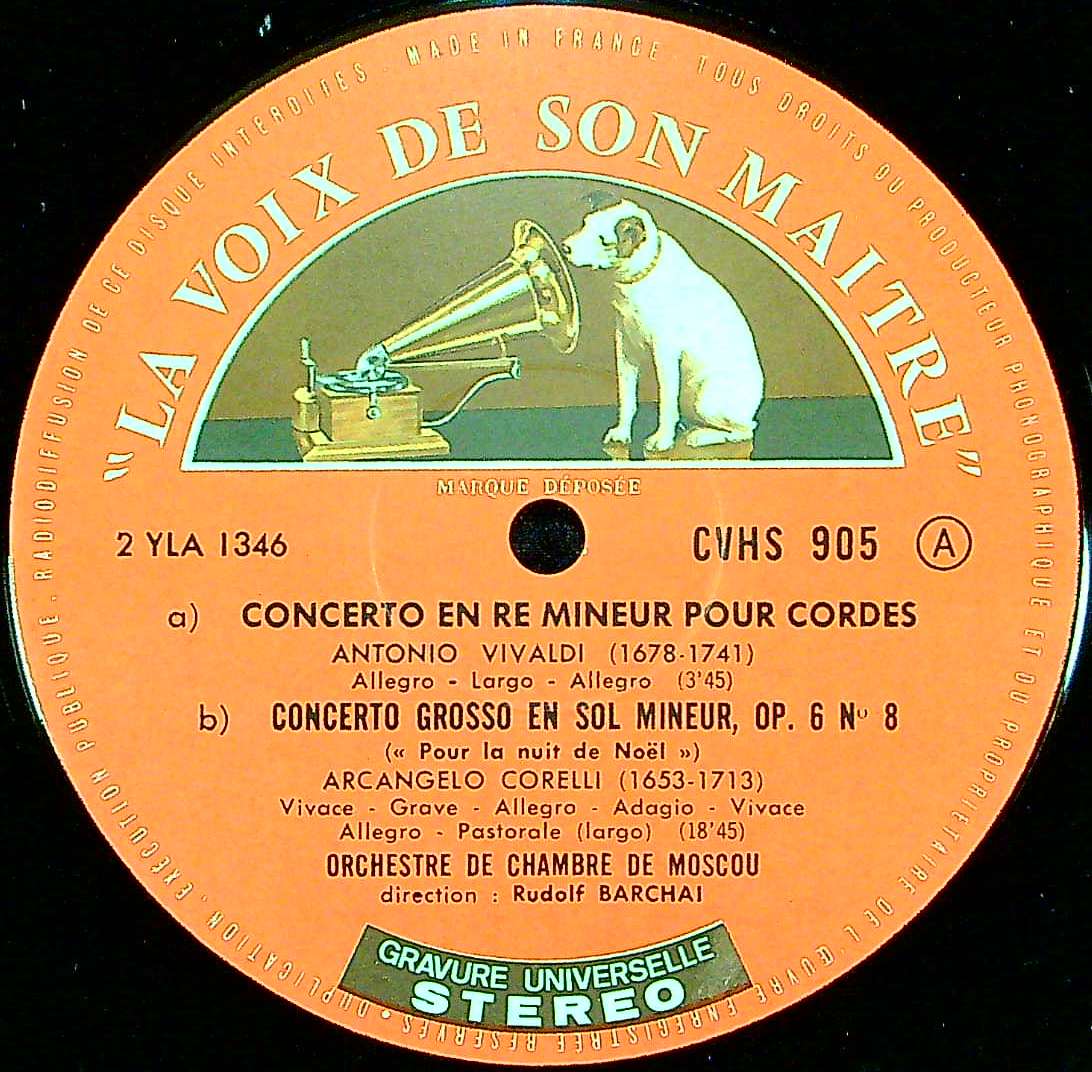 MADE IN FRANCE TOUS DROITS DU PRODUCTEUR PHONOGRAPHIQUE ET DU PROPRIETAIRE DE L'ŒUVRE ENREGISTREE RESERVES • DUPLICATION, EXECUTION PUBLIQUE - RADIODIFFUSION DE CE DISQUE INTERDITES -
"LA VOIX DE SON MAITRE"
MARQUE DÉPOSÉE
2 YLA 1346 CVHS 905 A
a) CONCERTO EN RE MINEUR POUR CORDES
ANTONIO VIVALDI (1678-1741)
Allegro - Largo - Allegro (3'45)
b) CONCERTO GROSSO EN SOL MINEUR, OP. 6 Nº 8
(« Pour la nuit de Noël »)
ARCANGELO CORELLI (1653-1713)
Vivace - Grave - Allegro - Adagio - Vivace
Allegro - Pastorale (largo) (18'45)
ORCHESTRE DE CHAMBRE DE MOSCOU
direction : Rudolf BARCHAI
GRAVURE UNIVERSELLE
STEREO